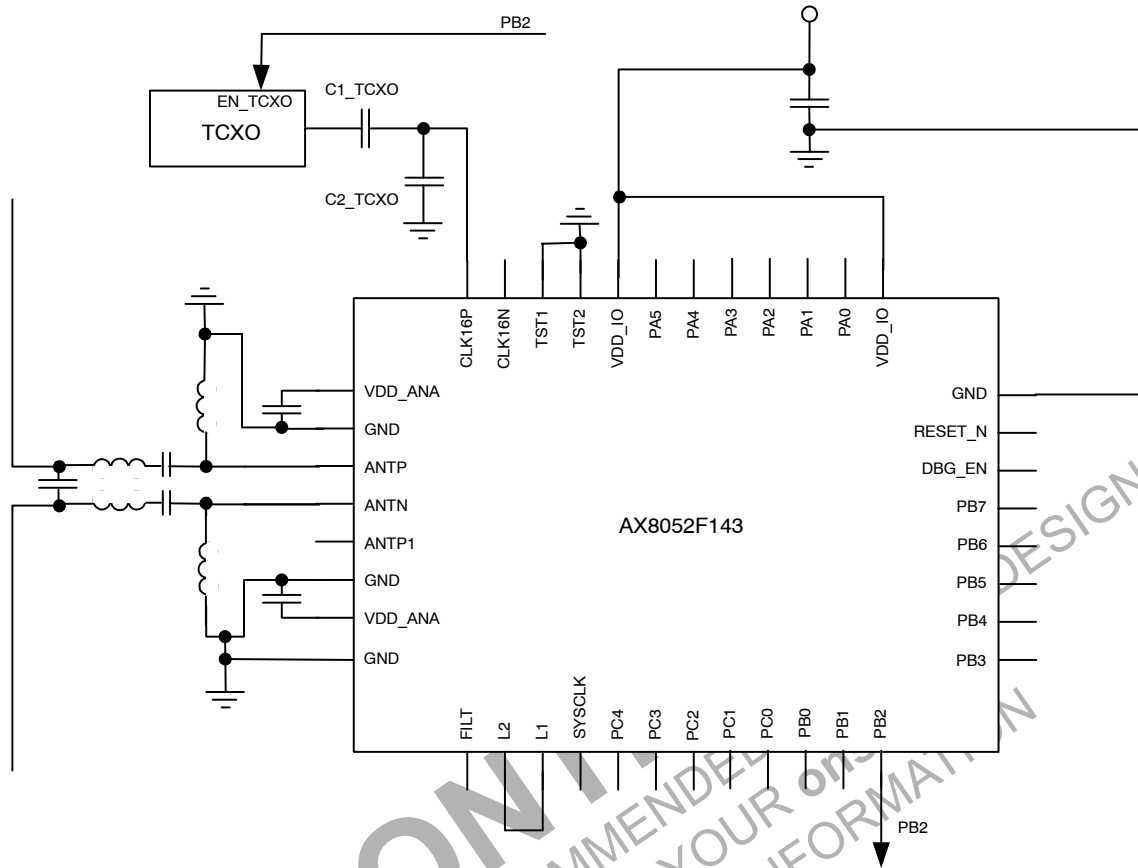 PB2
EN_TCXO
TCXO
C1_TCXO
C2_TCXO
CLK16P
CLK16N
TST1
TST2
VDD_IO
PA5
PA4
PA3
PA2
PA1
PA0
VDD_IO
VDD_ANA
GND
ANTP
ANTN
ANTP1
GND
VDD_ANA
GND
AX8052F143
GND
RESET_N
DBG_EN
PB7
PB6
PB5
PB4
PB3
FILT
L2
L1
SYSCLK
PC4
PC3
PC2
PC1
PC0
PB0
PB1
PB2
PB2
DESIGN
YOUR